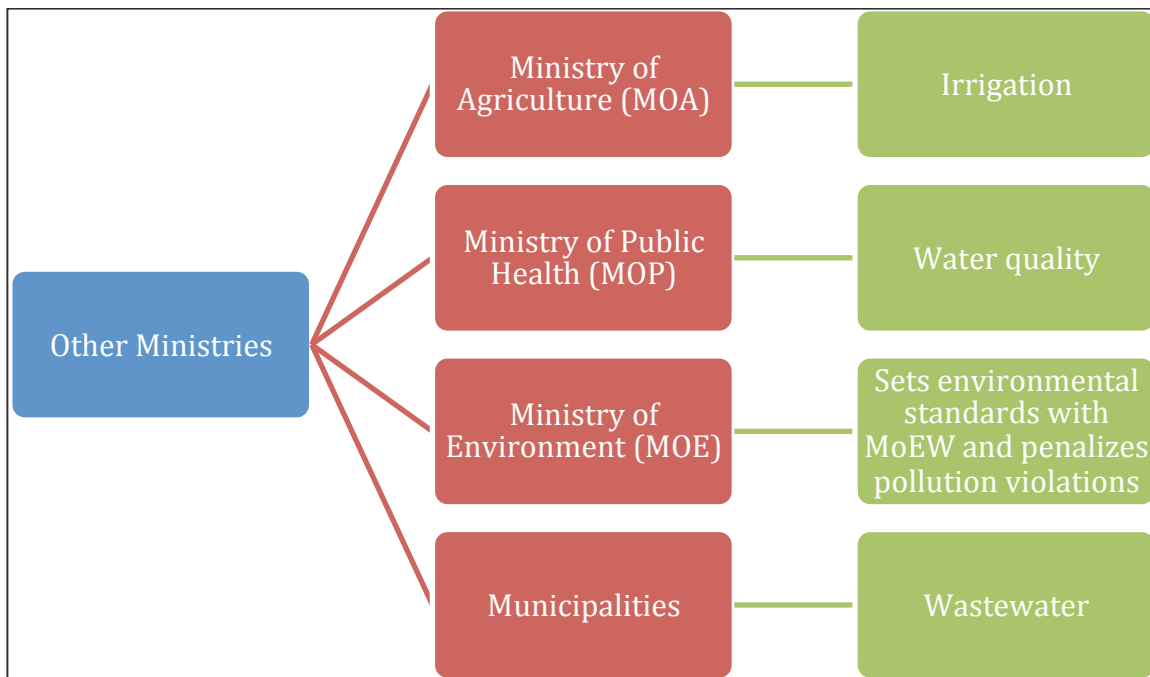 Other Ministries
Ministry of
Agriculture (MOA)
Irrigation
Ministry of Public
Health (MOP)
Water quality
Ministry of
Environment (MOE)
Sets environmental
standards with
MoEW and penalizes
pollution violations
Municipalities
Wastewater